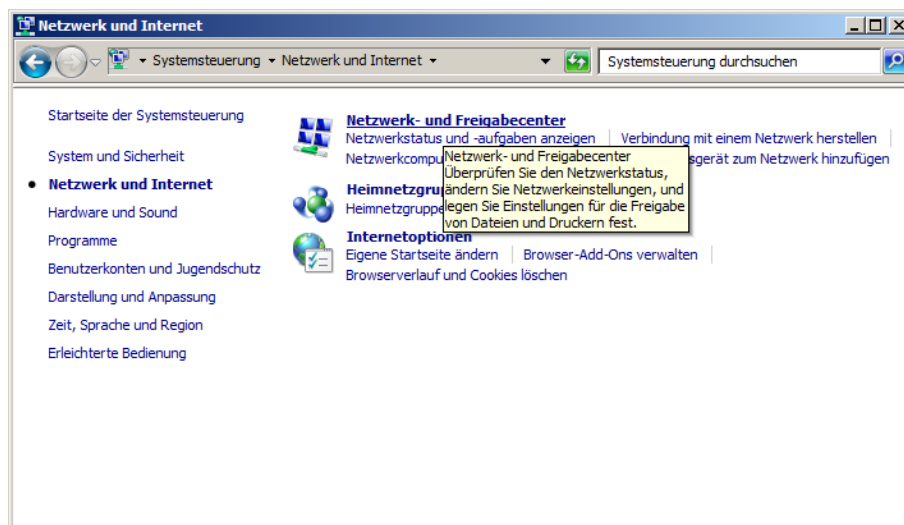 Netzwerk und Internet
Systemsteuerung Netzwerk und Internet
Systemsteuerung durchsuchen
Startseite der Systemsteuerung
System und Sicherheit
Netzwerk und Internet
Hardware und Sound
Programme
Benutzerkonten und Jugendschutz
Darstellung und Anpassung
Zeit, Sprache und Region
Erleichterte Bedienung
Netzwerk- und Freigabecenter
Netzwerkstatus und -aufgaben anzeigen Verbindung mit einem Netzwerk herstellen
zum Netzwerk hinzufügen
Netzwerk- und Freigabecenter
Überprüfen Sie den Netzwerkstatus,
ändern Sie Netzwerkeinstellungen, und
legen Sie Einstellungen für die Freigabe
von Dateien und Druckern fest.
Internetoptionen
Eigene Startseite ändern Browser-Add-Ons verwalten
Browserverlauf und Cookies löschen